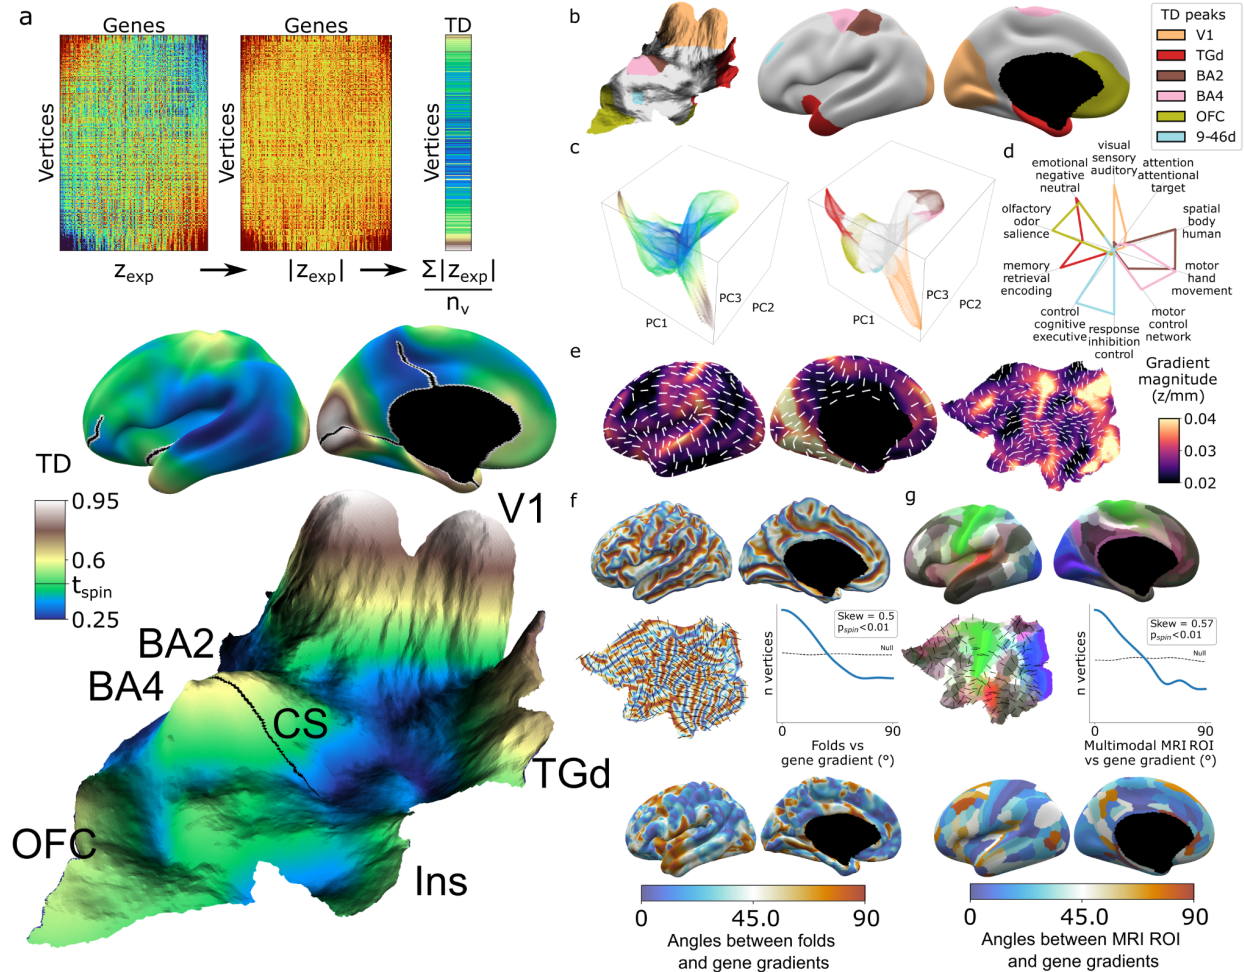 a
Genes
Genes
TD
Vertices
Vertices
z_exp
|z_exp|
Σ|z_exp|
n_v
TD
0.95
0.6
t_spin
0.25
V1
BA2
BA4
CS
TGd
OFC
Ins
b
TD peaks
V1
TGd
BA2
BA4
OFC
9-46d
c
PC1
PC3
PC2
PC1
PC3
PC2
d
visual
sensory
auditory
attention
attentional
target
spatial
body
human
motor
hand
movement
motor
control
network
response
inhibition
control
control
cognitive
executive
memory
retrieval
encoding
olfactory
odor
salience
emotional
negative
neutral
e
Gradient
magnitude
(z/mm)
0.04
0.03
0.02
f
n vertices
Skew = 0.5
p_spin<0.01
Null
0
90
Folds vs
gene gradient (°)
0
45.0
90
Angles between folds
and gene gradients
g
n vertices
Skew = 0.57
p_spin<0.01
Null
0
90
Multimodal MRI ROI
vs gene gradient (°)
0
45.0
90
Angles between MRI ROI
and gene gradients